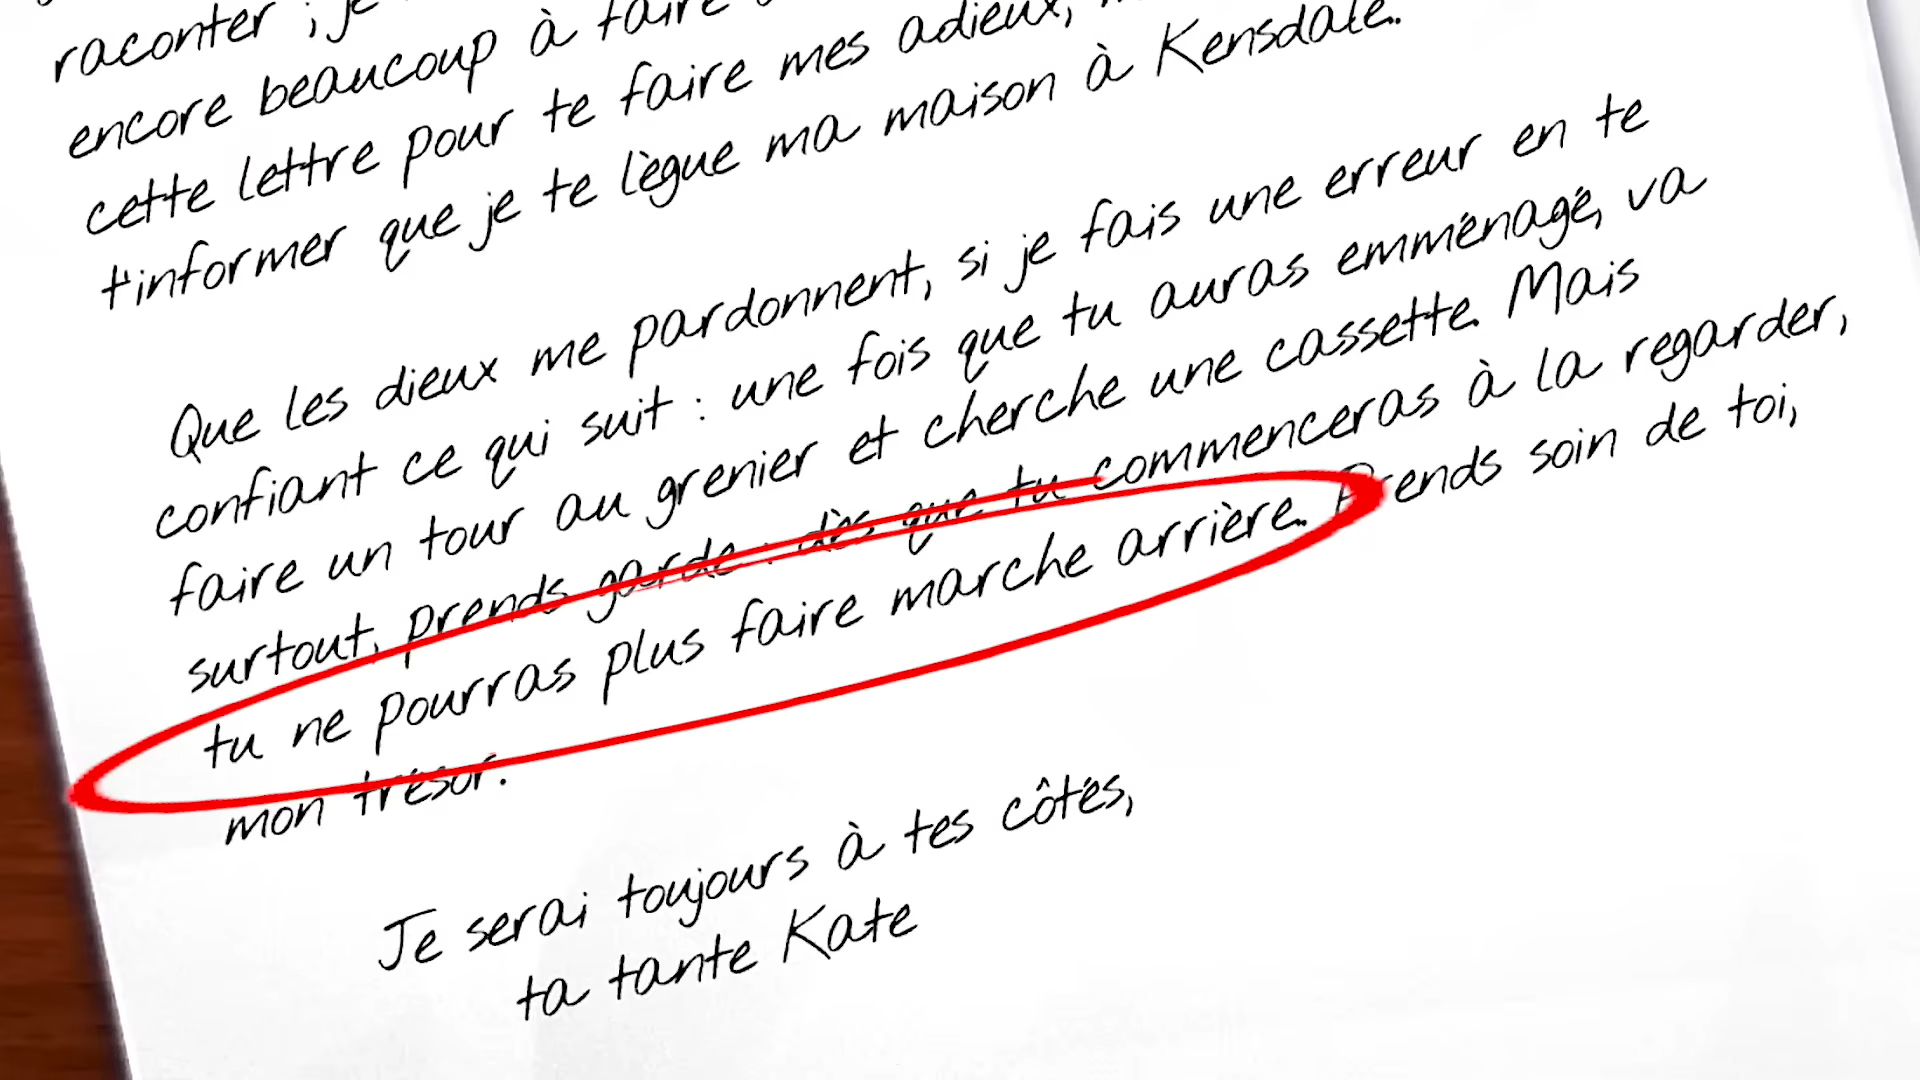 raconter ; je
encore beaucoup à faire
cette lettre pour te faire mes adieux,
t'informer que je te lègue ma maison à Kensdale.
Que les dieux me pardonnent, si je fais une erreur en te
confiant ce qui suit : une fois que tu auras emménagé, va
faire un tour au grenier et cherche une cassette. Mais
surtout, prends garde : dès que tu commenceras à la regarder,
tu ne pourras plus faire marche arrière. Prends soin de toi,
mon trésor.
Je serai toujours à tes côtés,
ta tante Kate